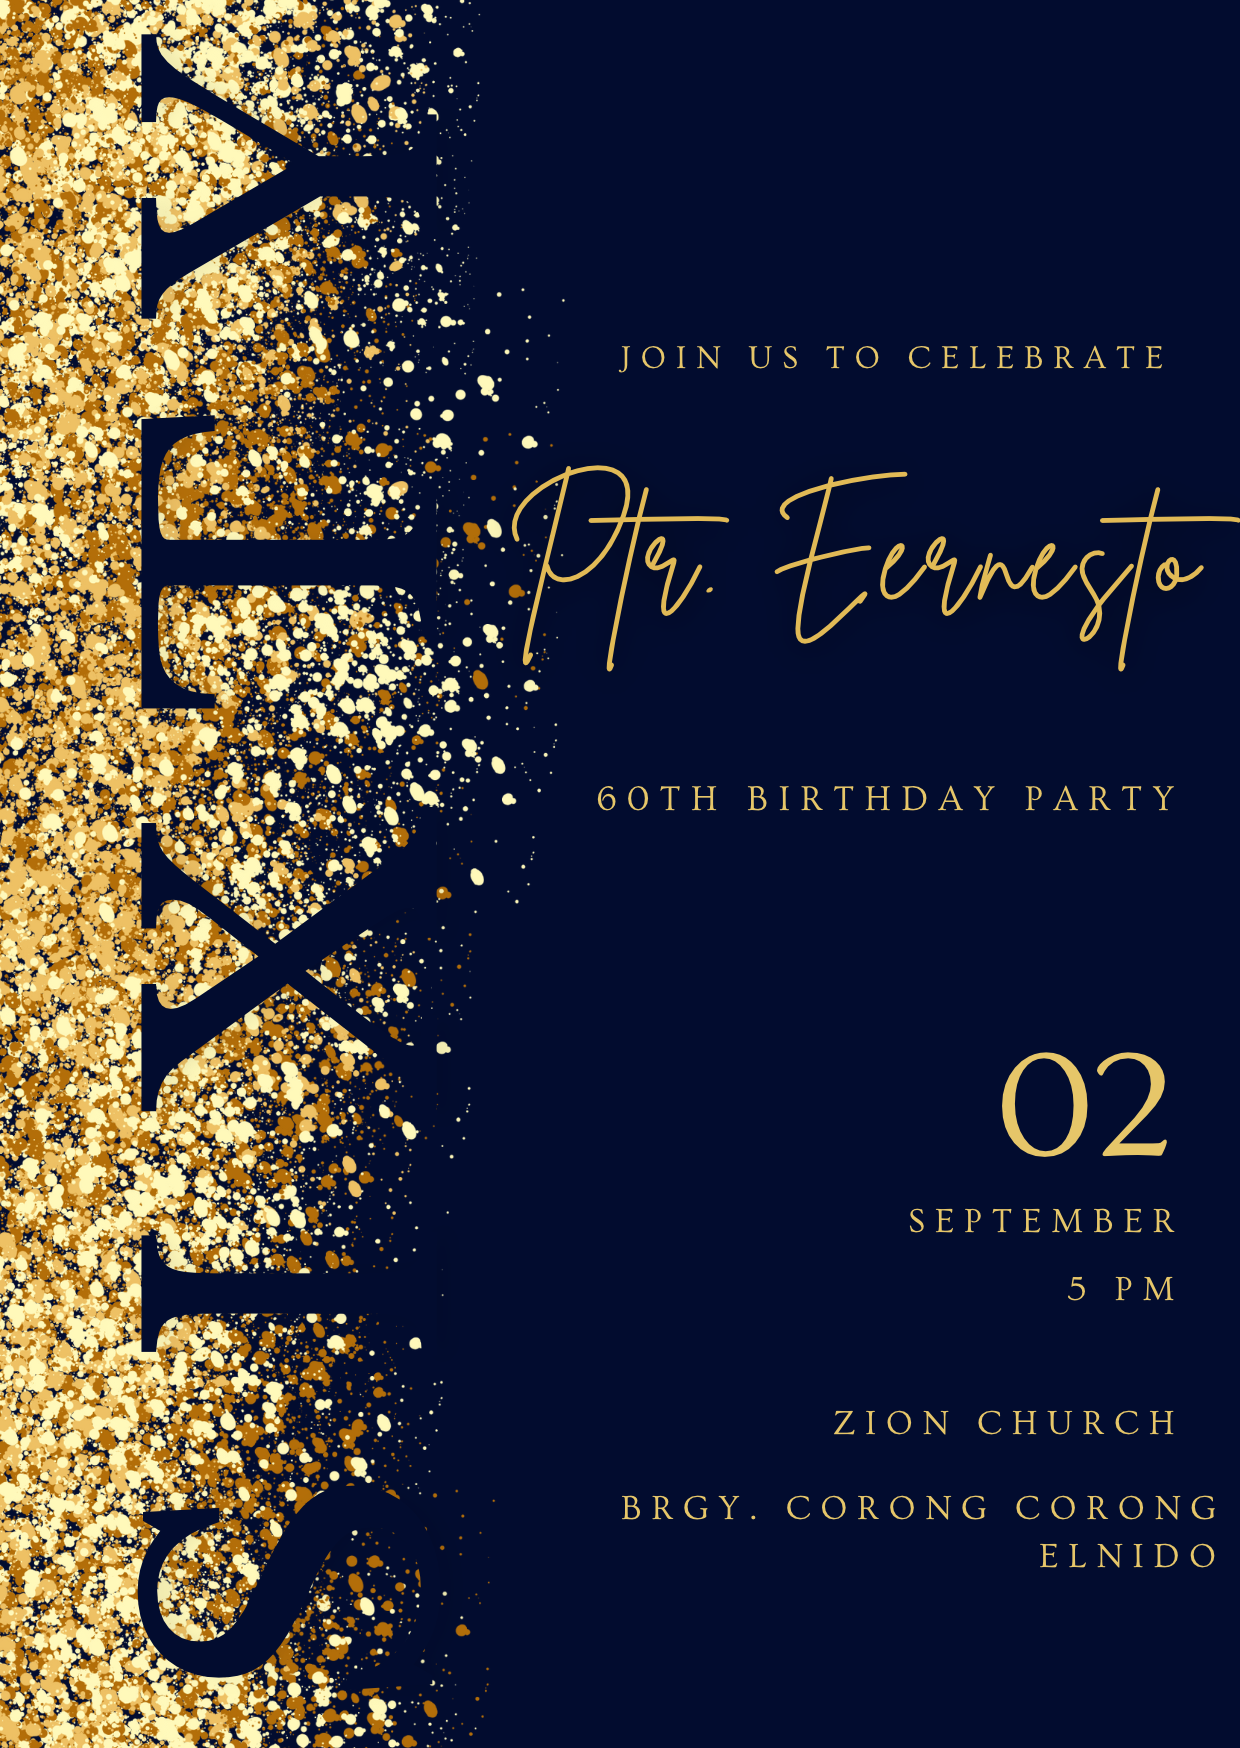 SIXTY
JOIN US TO CELEBRATE
Ptr. Eernesto
60TH BIRTHDAY PARTY
02
SEPTEMBER
5 PM
ZION CHURCH
BRGY. CORONG CORONG
ELNIDO